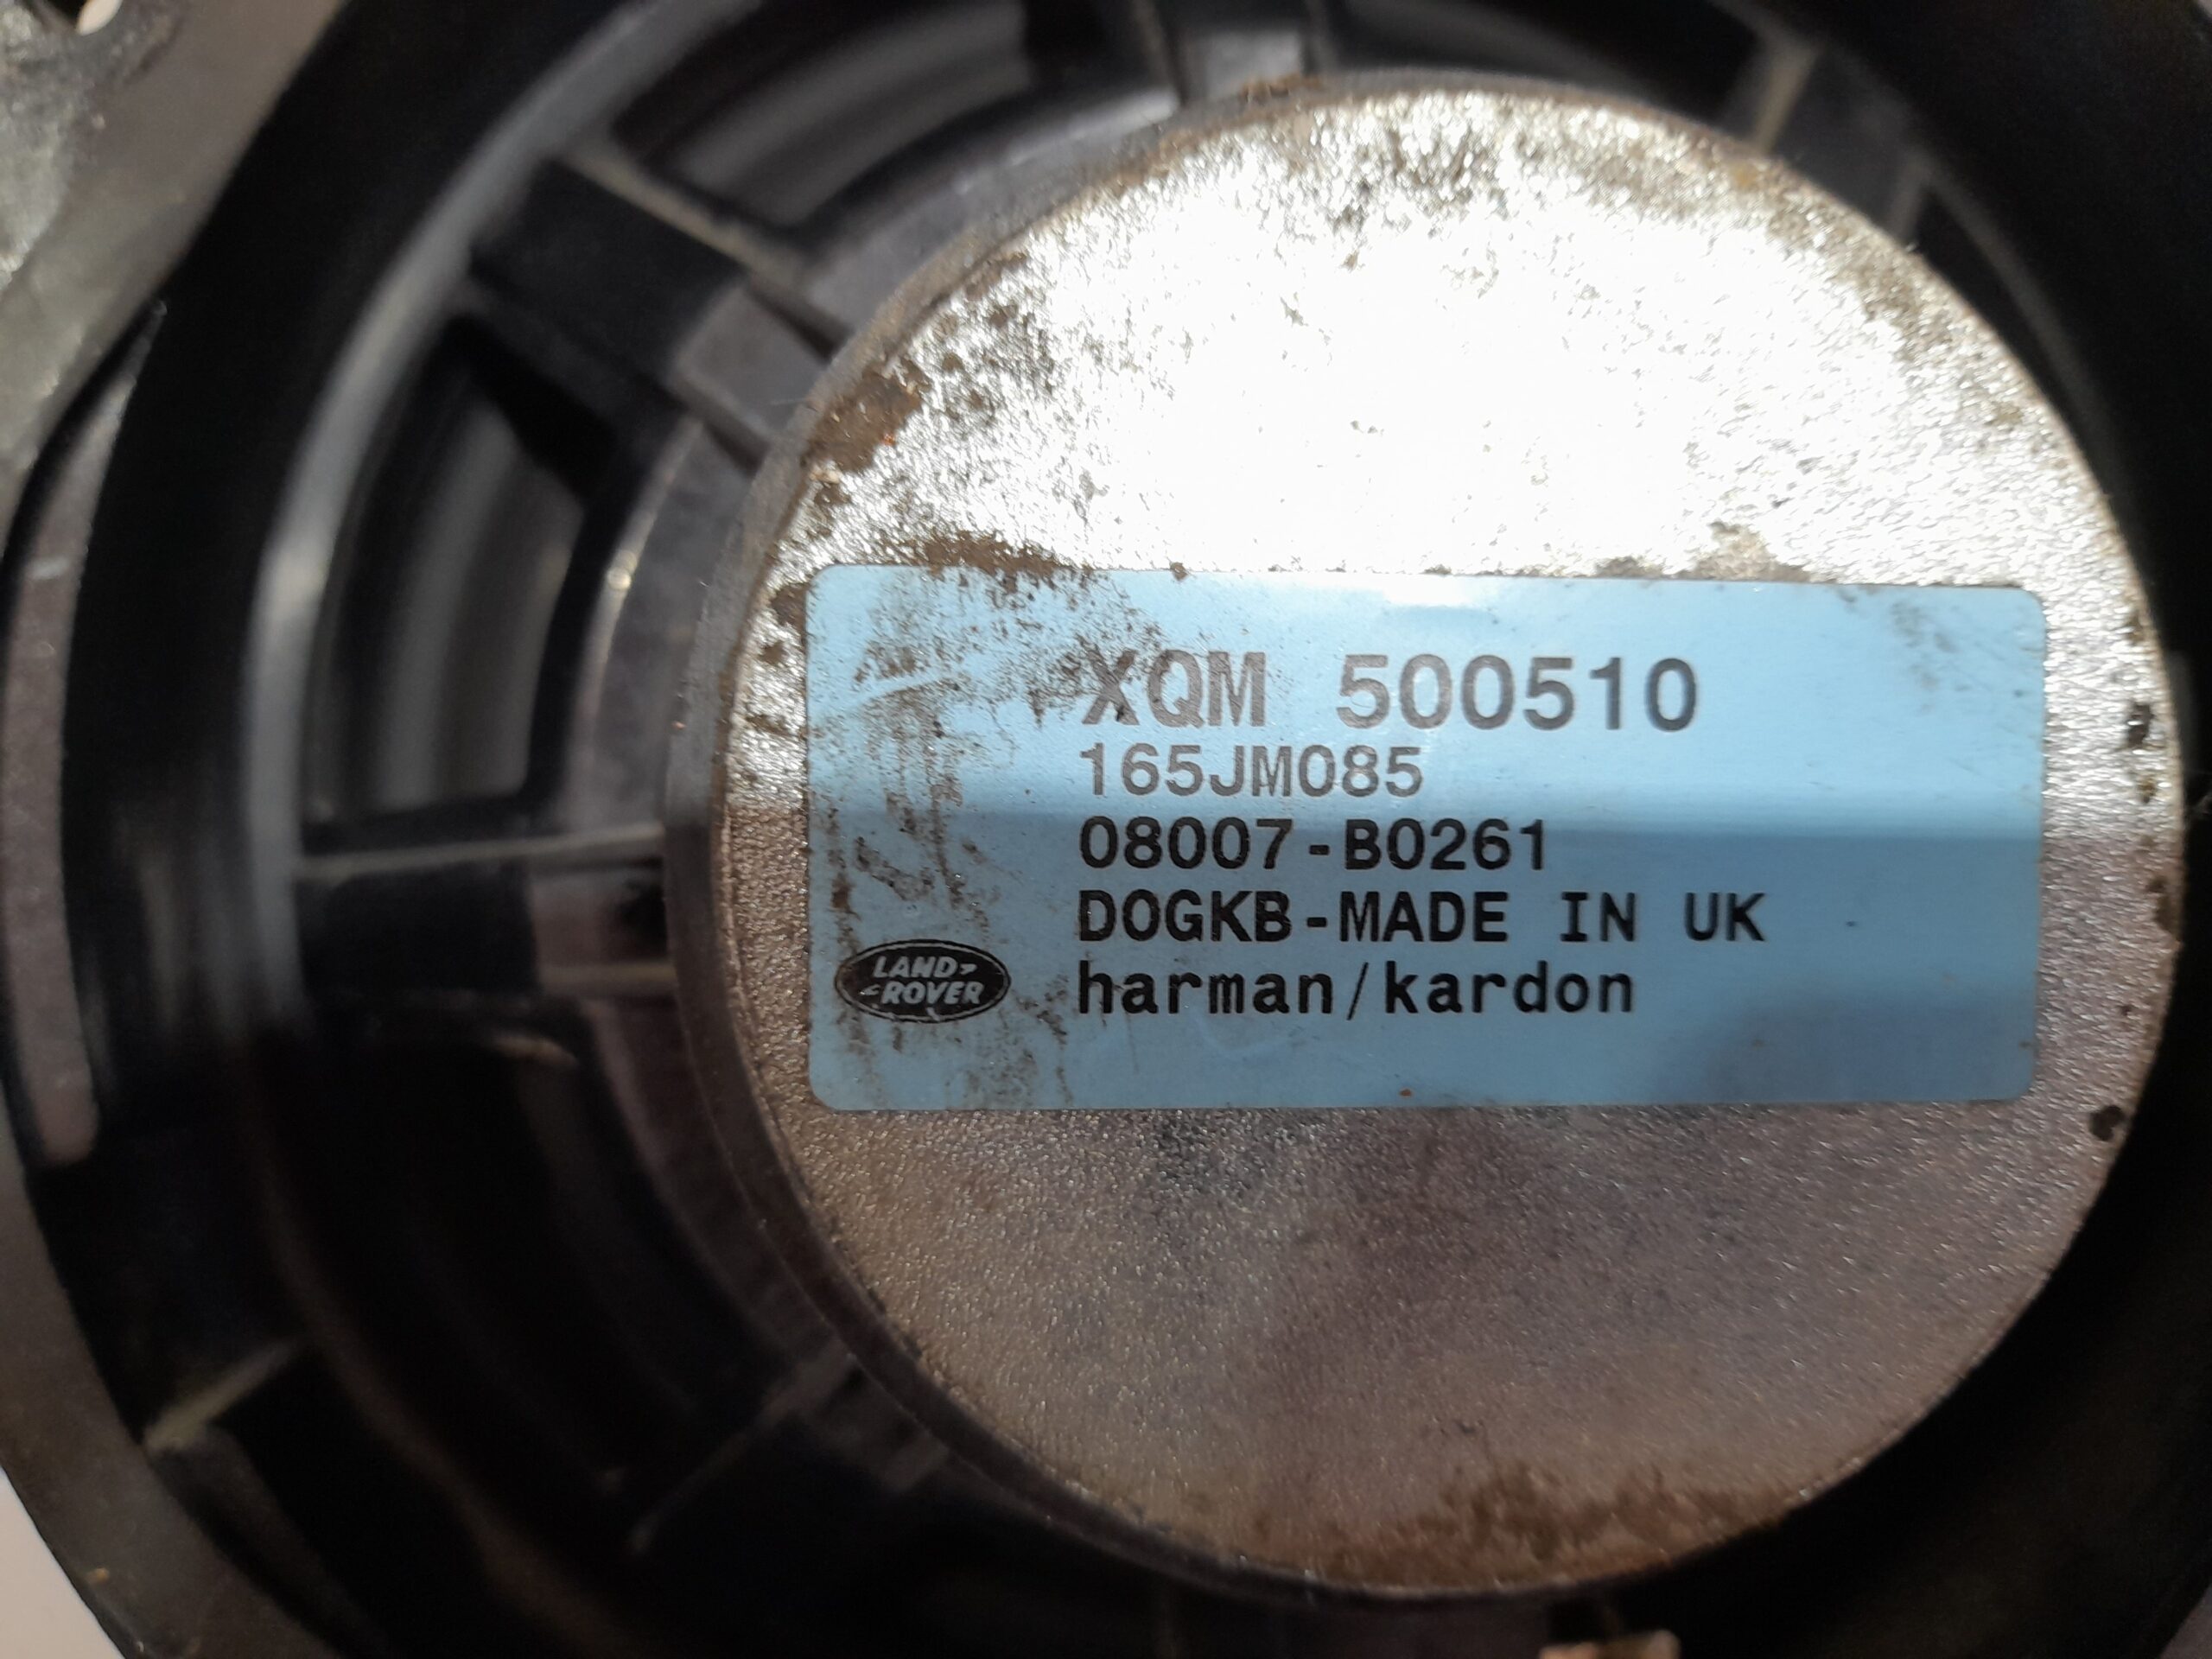 XQM 500510
165JM085
08007-B0261
DOGKB-MADE IN UK
LAND
ROVER
harman/kardon